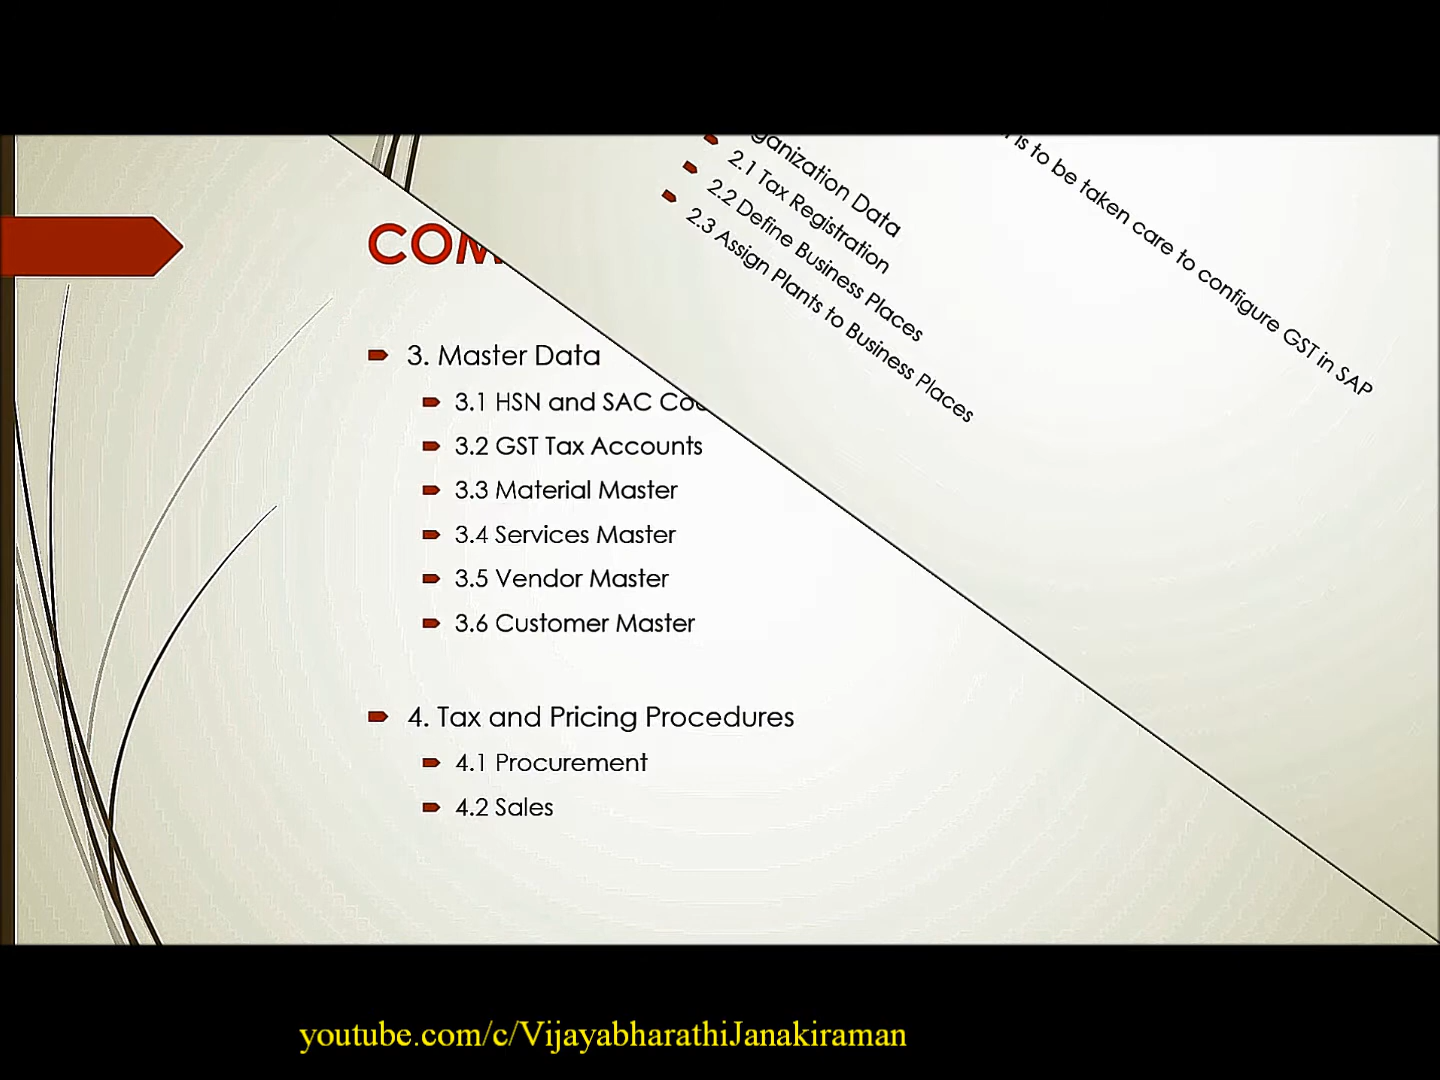 COM
3. Master Data
3.1 HSN and SAC
3.2 GST Tax Accounts
3.3 Material Master
3.4 Services Master
3.5 Vendor Master
3.6 Customer Master
4. Tax and Pricing Procedures
4.1 Procurement
4.2 Sales
is to be taken care to configure GST in SAP
ganization Data
2.1 Tax Registration
2.2 Define Business Places
2.3 Assign Plants to Business Places
youtube.com/c/VijayabharathiJanakiraman